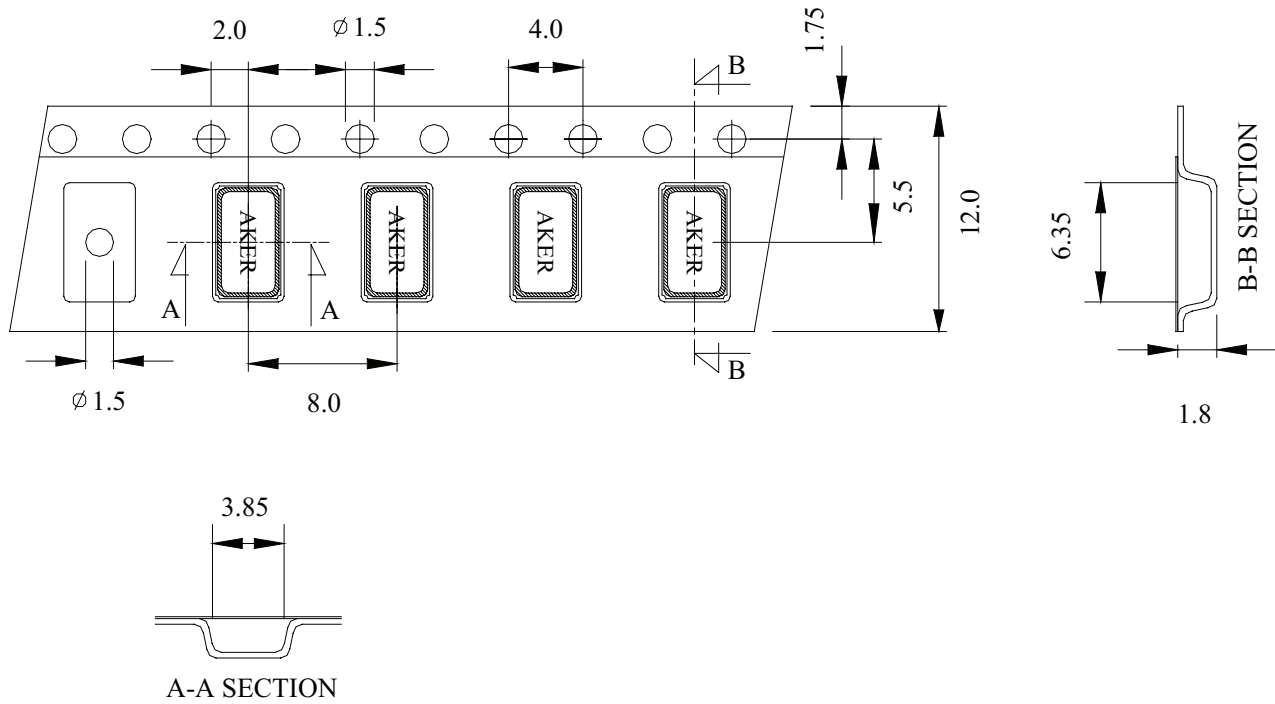 2.0
∅ 1.5
4.0
1.75
B
AKER
AKER
AKER
AKER
5.5
12.0
6.35
B-B SECTION
A
A
B
∅ 1.5
8.0
1.8
3.85
A-A SECTION